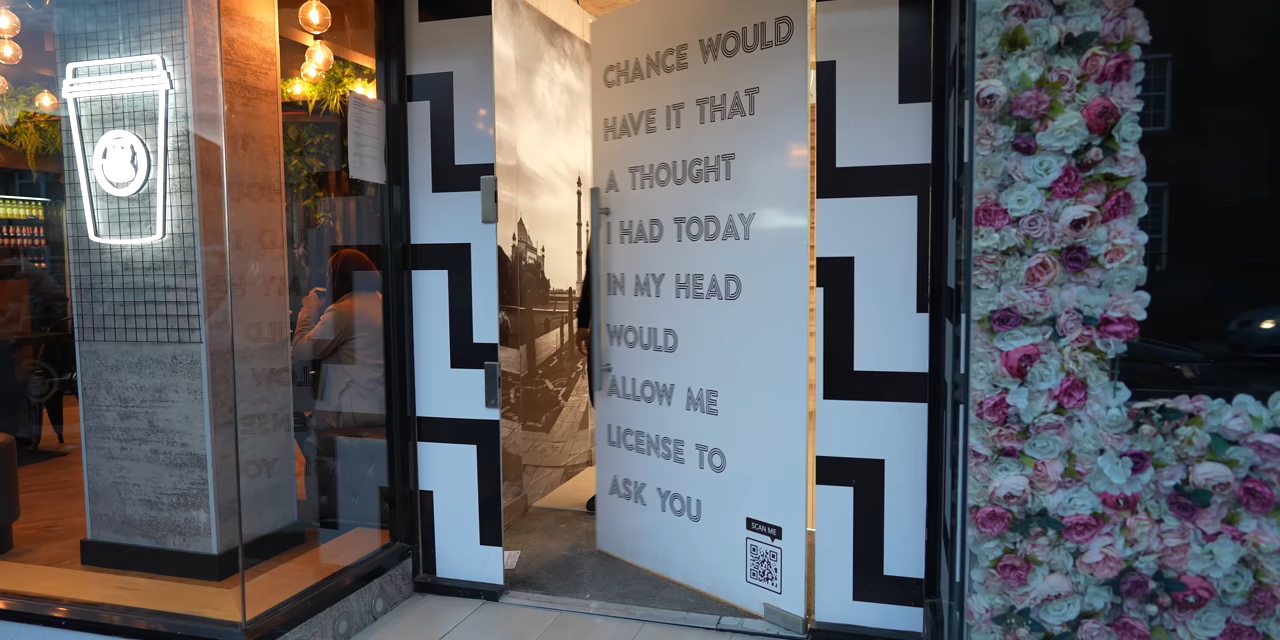 CHANCE WOULD
HAVE IT THAT
A THOUGHT
I HAD TODAY
IN MY HEAD
WOULD
ALLOW ME
LICENSE TO
ASK YOU
SCAN ME